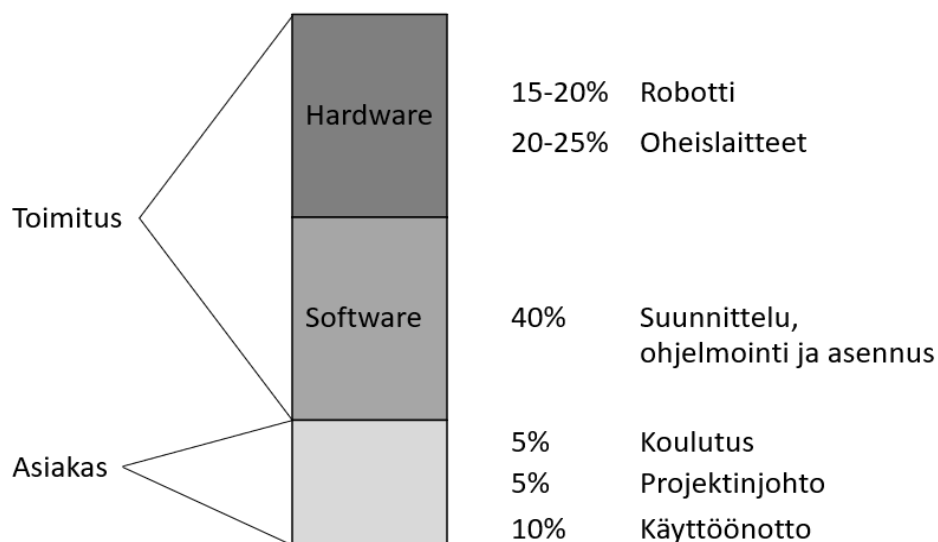 Hardware
15-20% Robotti
20-25% Oheislaitteet
Toimitus
Software
40% Suunnittelu,
ohjelmointi ja asennus
5% Koulutus
Asiakas
5% Projektinjohto
10% Käyttöönotto